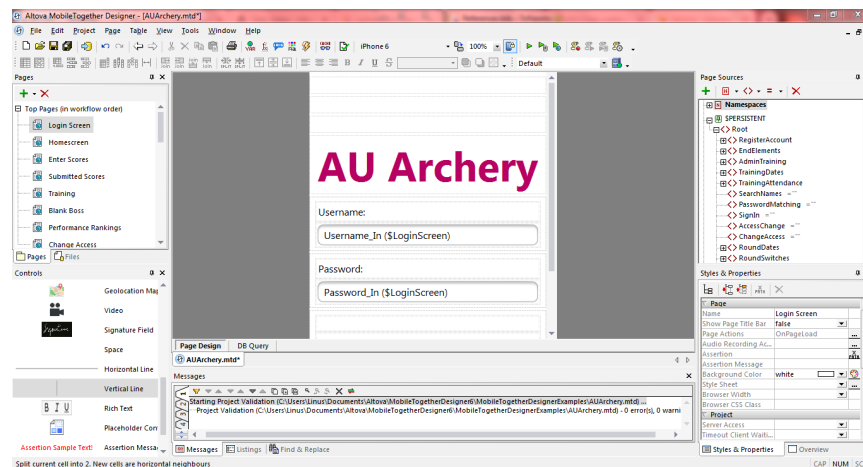 Altova MobileTogether Designer - [AUArchery.mtd*]
File Edit Project Page Table View Tools Window Help
iPhone 6 100%
B I U S Default
Pages
Top Pages (in workflow order)
Login Screen
Homescreen
Enter Scores
Submitted Scores
Training
Blank Boss
Performance Rankings
Change Access
Pages Files
Controls
Geolocation Map
Video
Signature Field
Space
Horizontal Line
Vertical Line
B I U Rich Text
Placeholder Con
Assertion Sample Text! Assertion Messa
AU Archery
Username:
Username_In ($LoginScreen)
Password:
Password_In ($LoginScreen)
Page Design DB Query
AUArchery.mtd*
Messages
Starting Project Validation (C:\Users\Linus\Documents\Altova\MobileTogetherDesigner6\MobileTogetherDesignerExamples\AUArchery.mtd) ...
Project Validation (C:\Users\Linus\Documents\Altova\MobileTogetherDesigner6\MobileTogetherDesignerExamples\AUArchery.mtd) - 0 error(s), 0 warni
Messages Listings Find & Replace
Page Sources
Namespaces
$PERSISTENT
Root
RegisterAccount
EndElements
AdminTraining
TrainingDates
TrainingAttendance
SearchNames =""
PasswordMatching =""
SignIn =""
AccessChange =""
ChangeAccess =""
RoundDates
RoundSwitches
Styles & Properties
Page
Name Login Screen
Show Page Title Bar false
Page Actions OnPageLoad
Audio Recording Ac...
Assertion
Assertion Message
Background Color white
Style Sheet
Browser Width
Browser CSS Class
Project
Server Access
Timeout Client Waiti...
Styles & Properties Overview
Split current cell into 2. New cells are horizontal neighbours
CAP NUM SC